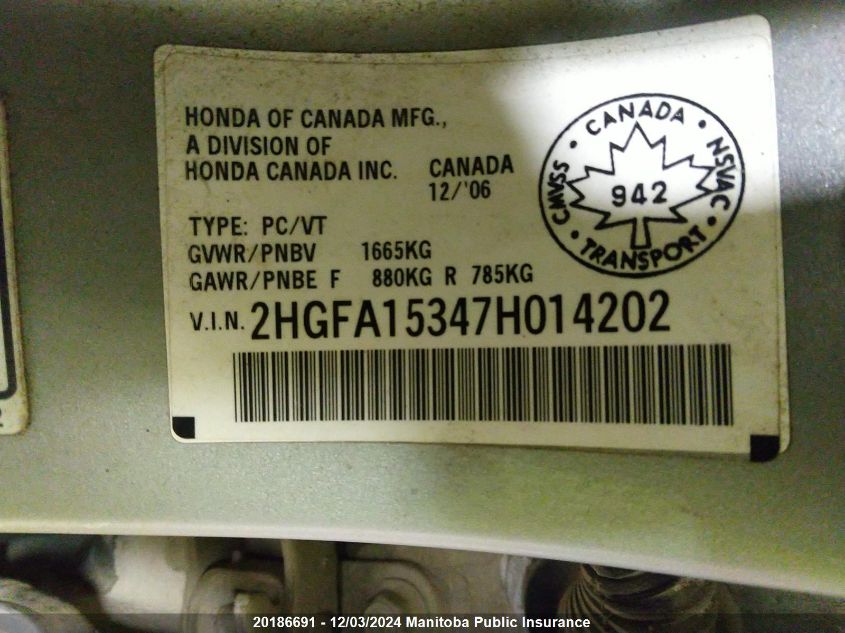 HONDA OF CANADA MFG.,
A DIVISION OF
HONDA CANADA INC. CANADA
12/'06
TYPE: PC/VT
GVWR/PNBV 1665KG
GAWR/PNBE F 880KG R 785KG
V.I.N. 2HGFA15347H014202
CANADA
CMVSS 942 NSVAC
TRANSPORT
20186691 - 12/03/2024 Manitoba Public Insurance